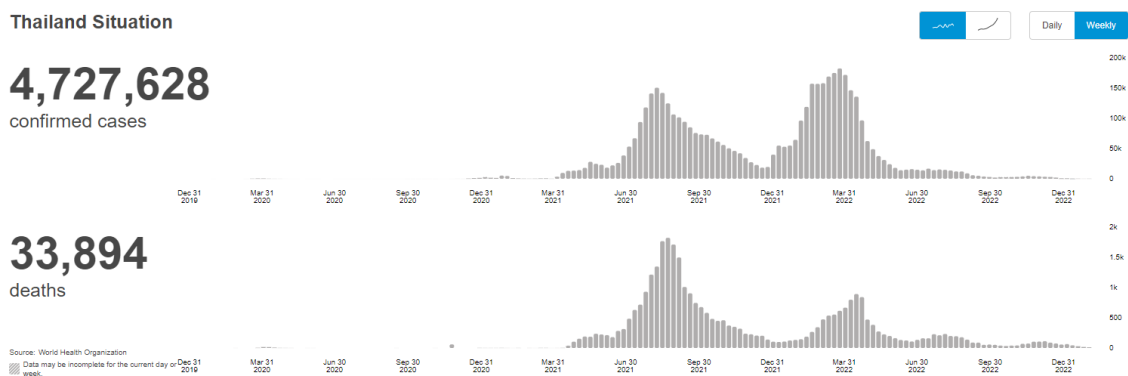 Thailand Situation
Daily
Weekly
4,727,628
confirmed cases
200k
150k
100k
50k
0
Dec 31
2019
Mar 31
2020
Jun 30
2020
Sep 30
2020
Dec 31
2020
Mar 31
2021
Jun 30
2021
Sep 30
2021
Dec 31
2021
Mar 31
2022
Jun 30
2022
Sep 30
2022
Dec 31
2022
33,894
deaths
2k
1.5k
1k
500
0
Dec 31
2019
Mar 31
2020
Jun 30
2020
Sep 30
2020
Dec 31
2020
Mar 31
2021
Jun 30
2021
Sep 30
2021
Dec 31
2021
Mar 31
2022
Jun 30
2022
Sep 30
2022
Dec 31
2022
Source: World Health Organization
Data may be incomplete for the current day or
week.